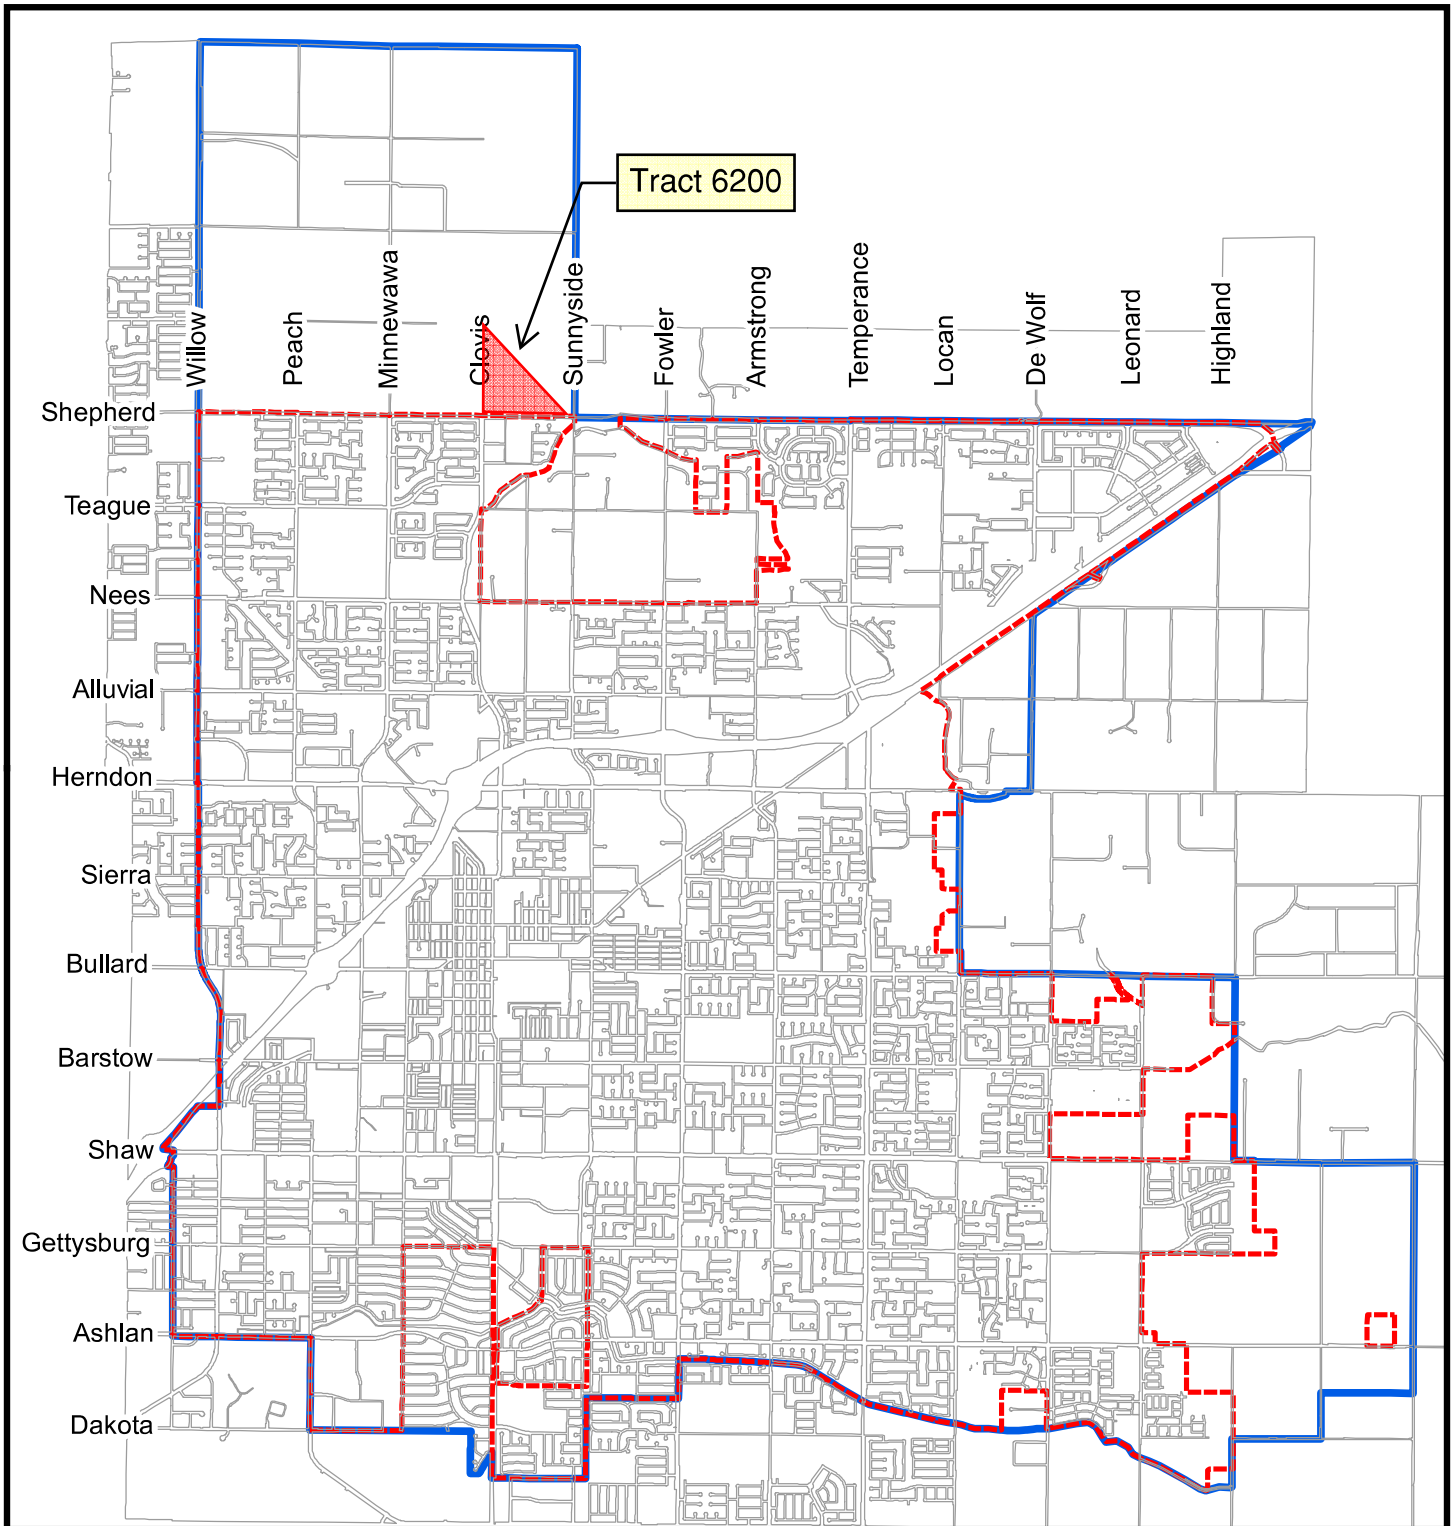 Tract 6200
Willow
Peach
Minnewawa
Clovis
Sunnyside
Fowler
Armstrong
Temperance
Locan
De Wolf
Leonard
Highland
Shepherd
Teague
Nees
Alluvial
Herndon
Sierra
Bullard
Barstow
Shaw
Gettysburg
Ashlan
Dakota